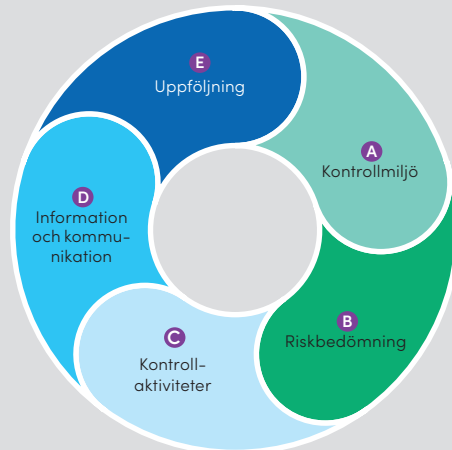 A
Kontrollmiljö
B
Riskbedömning
C
Kontroll-
aktiviteter
D
Information
och kommu-
nikation
E
Uppföljning